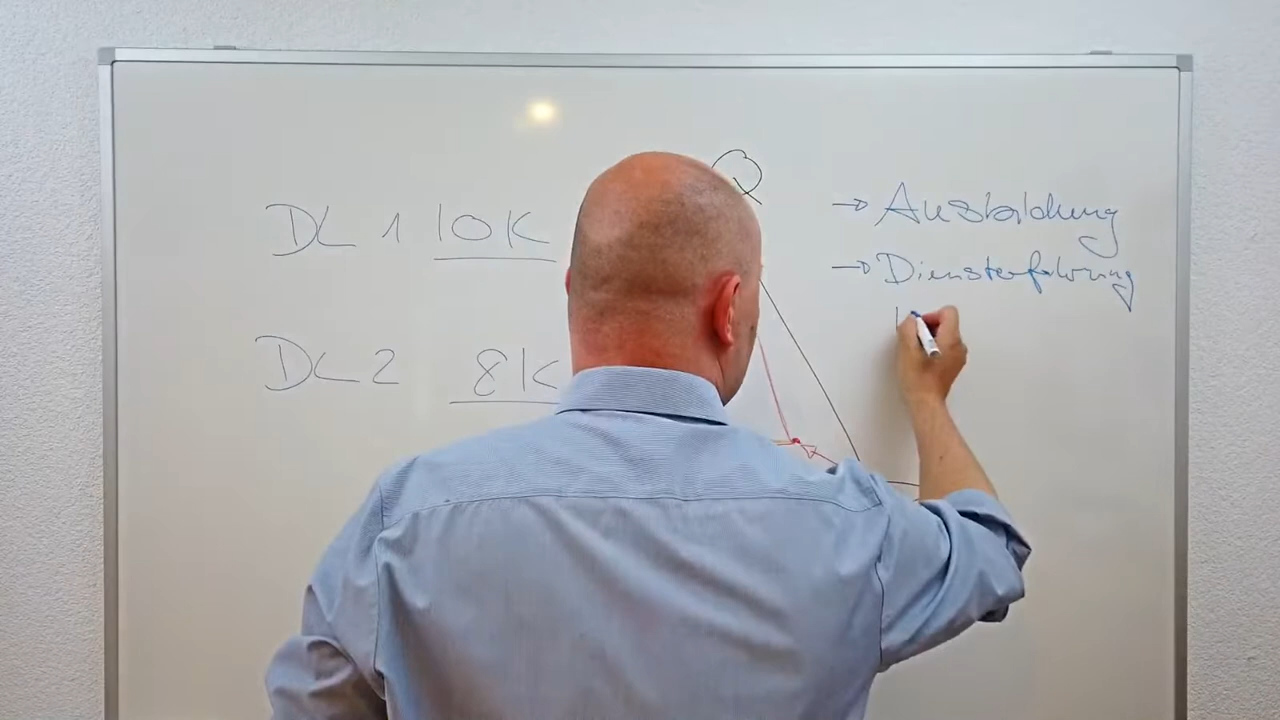 DL 1 10K
DL 2 8K
Q
→ Ausbildung
→ Diensterfahrung